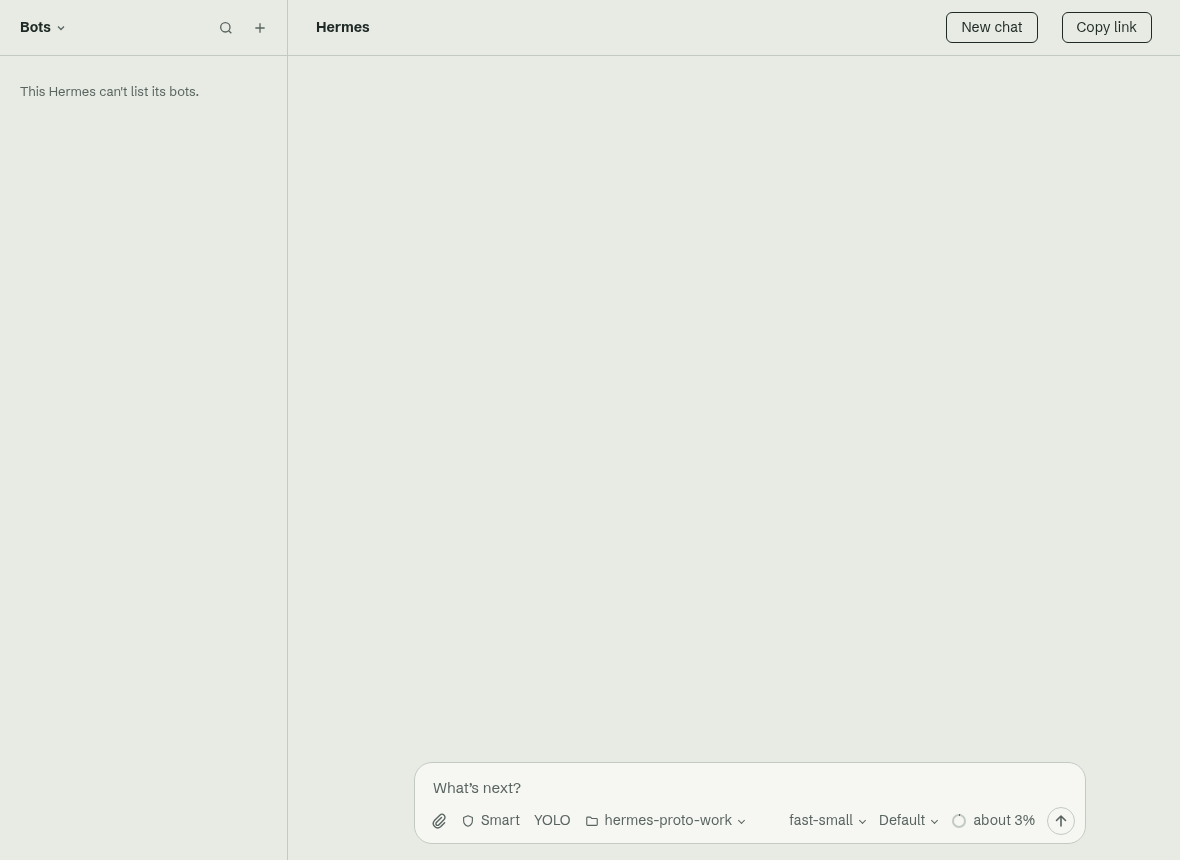 Bots
Hermes
New chat
Copy link
This Hermes can't list its bots.
What's next?
Smart YOLO hermes-proto-work fast-small Default about 3%